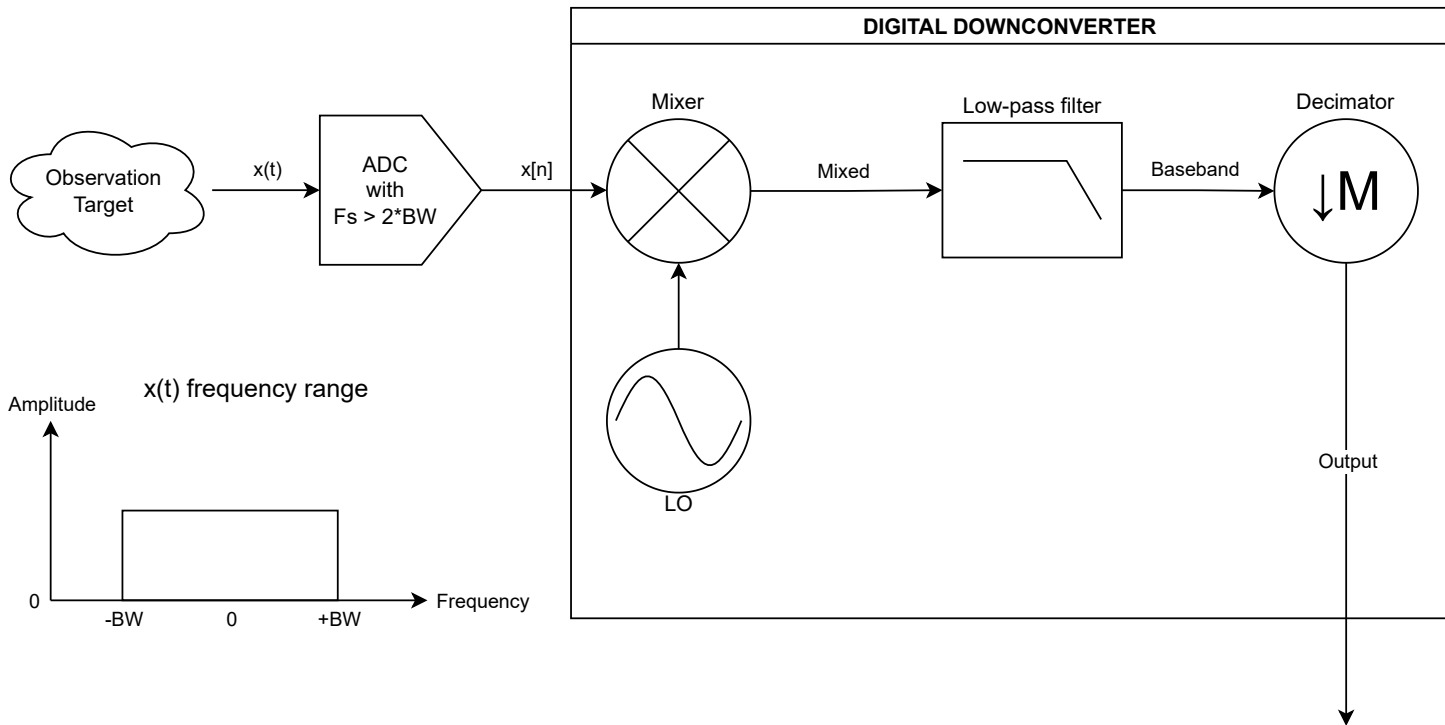 DIGITAL DOWNCONVERTER
Mixer
Low-pass filter
Decimator
Observation
Target
x(t)
ADC
with
Fs > 2*BW
x[n]
Mixed
Baseband
↓M
LO
Output
x(t) frequency range
Amplitude
0
-BW
0
+BW
Frequency